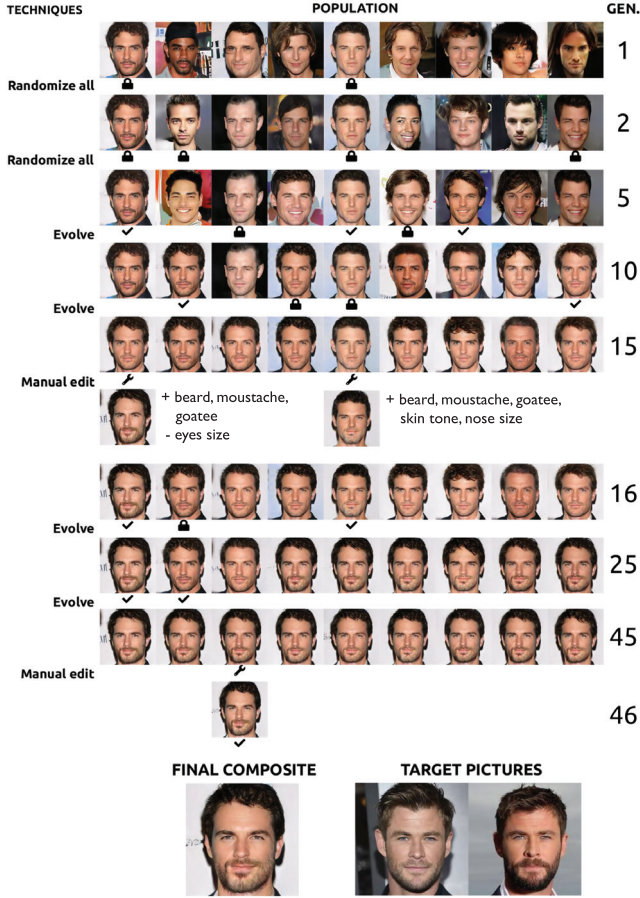 TECHNIQUES POPULATION GEN.
1
Randomize all
2
Randomize all
5
Evolve
10
Evolve
15
Manual edit
+ beard, moustache,
goatee
- eyes size
+ beard, moustache, goatee,
skin tone, nose size
16
Evolve
25
Evolve
45
Manual edit
46
FINAL COMPOSITE TARGET PICTURES